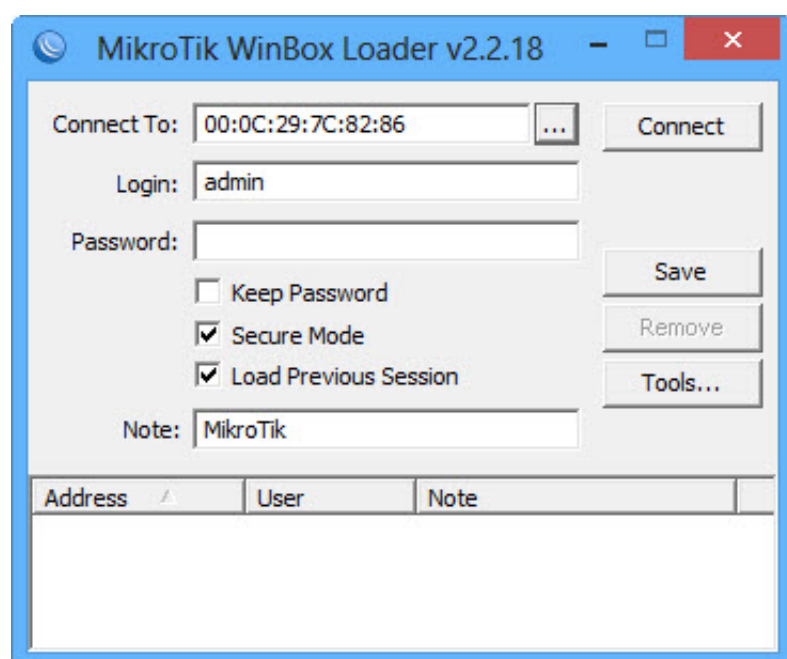 MikroTik WinBox Loader v2.2.18
Connect To: 00:0C:29:7C:82:86 ... Connect
Login: admin
Password:
Save
Keep Password
Remove
Secure Mode
Load Previous Session
Tools...
Note: MikroTik
Address User Note